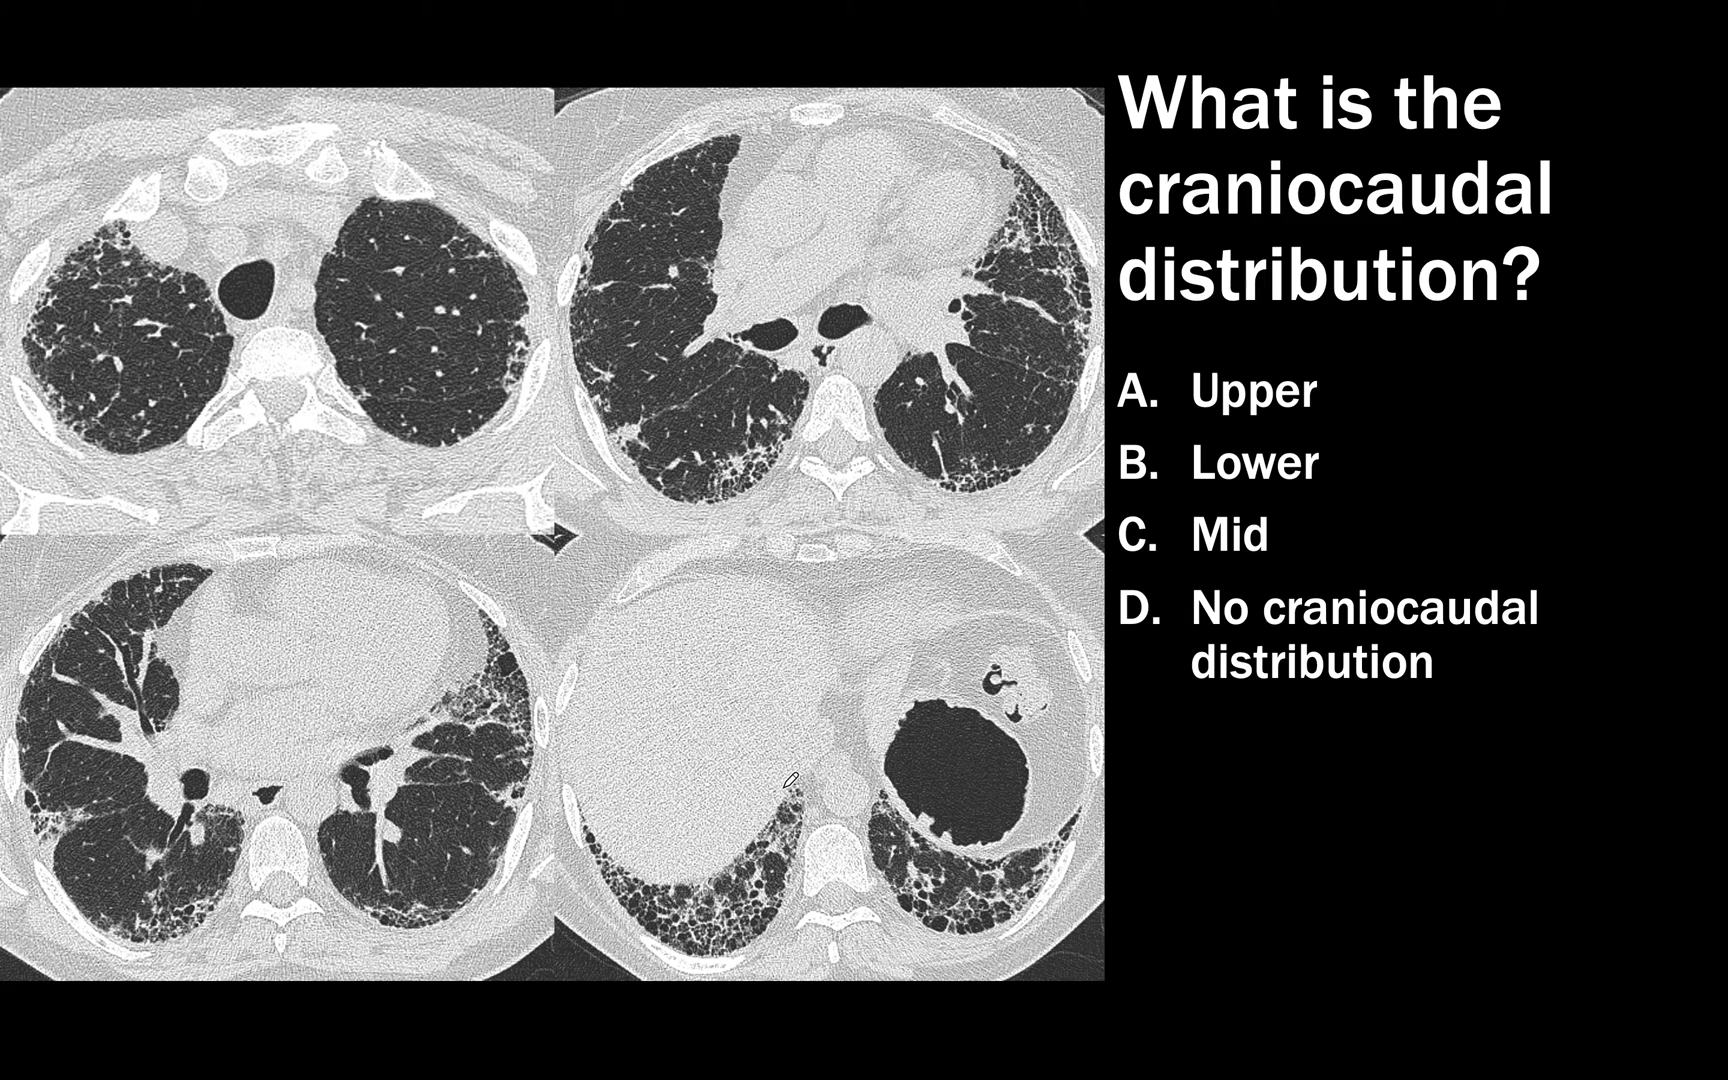 What is the
craniocaudal
distribution?
A. Upper
B. Lower
C. Mid
D. No craniocaudal
distribution